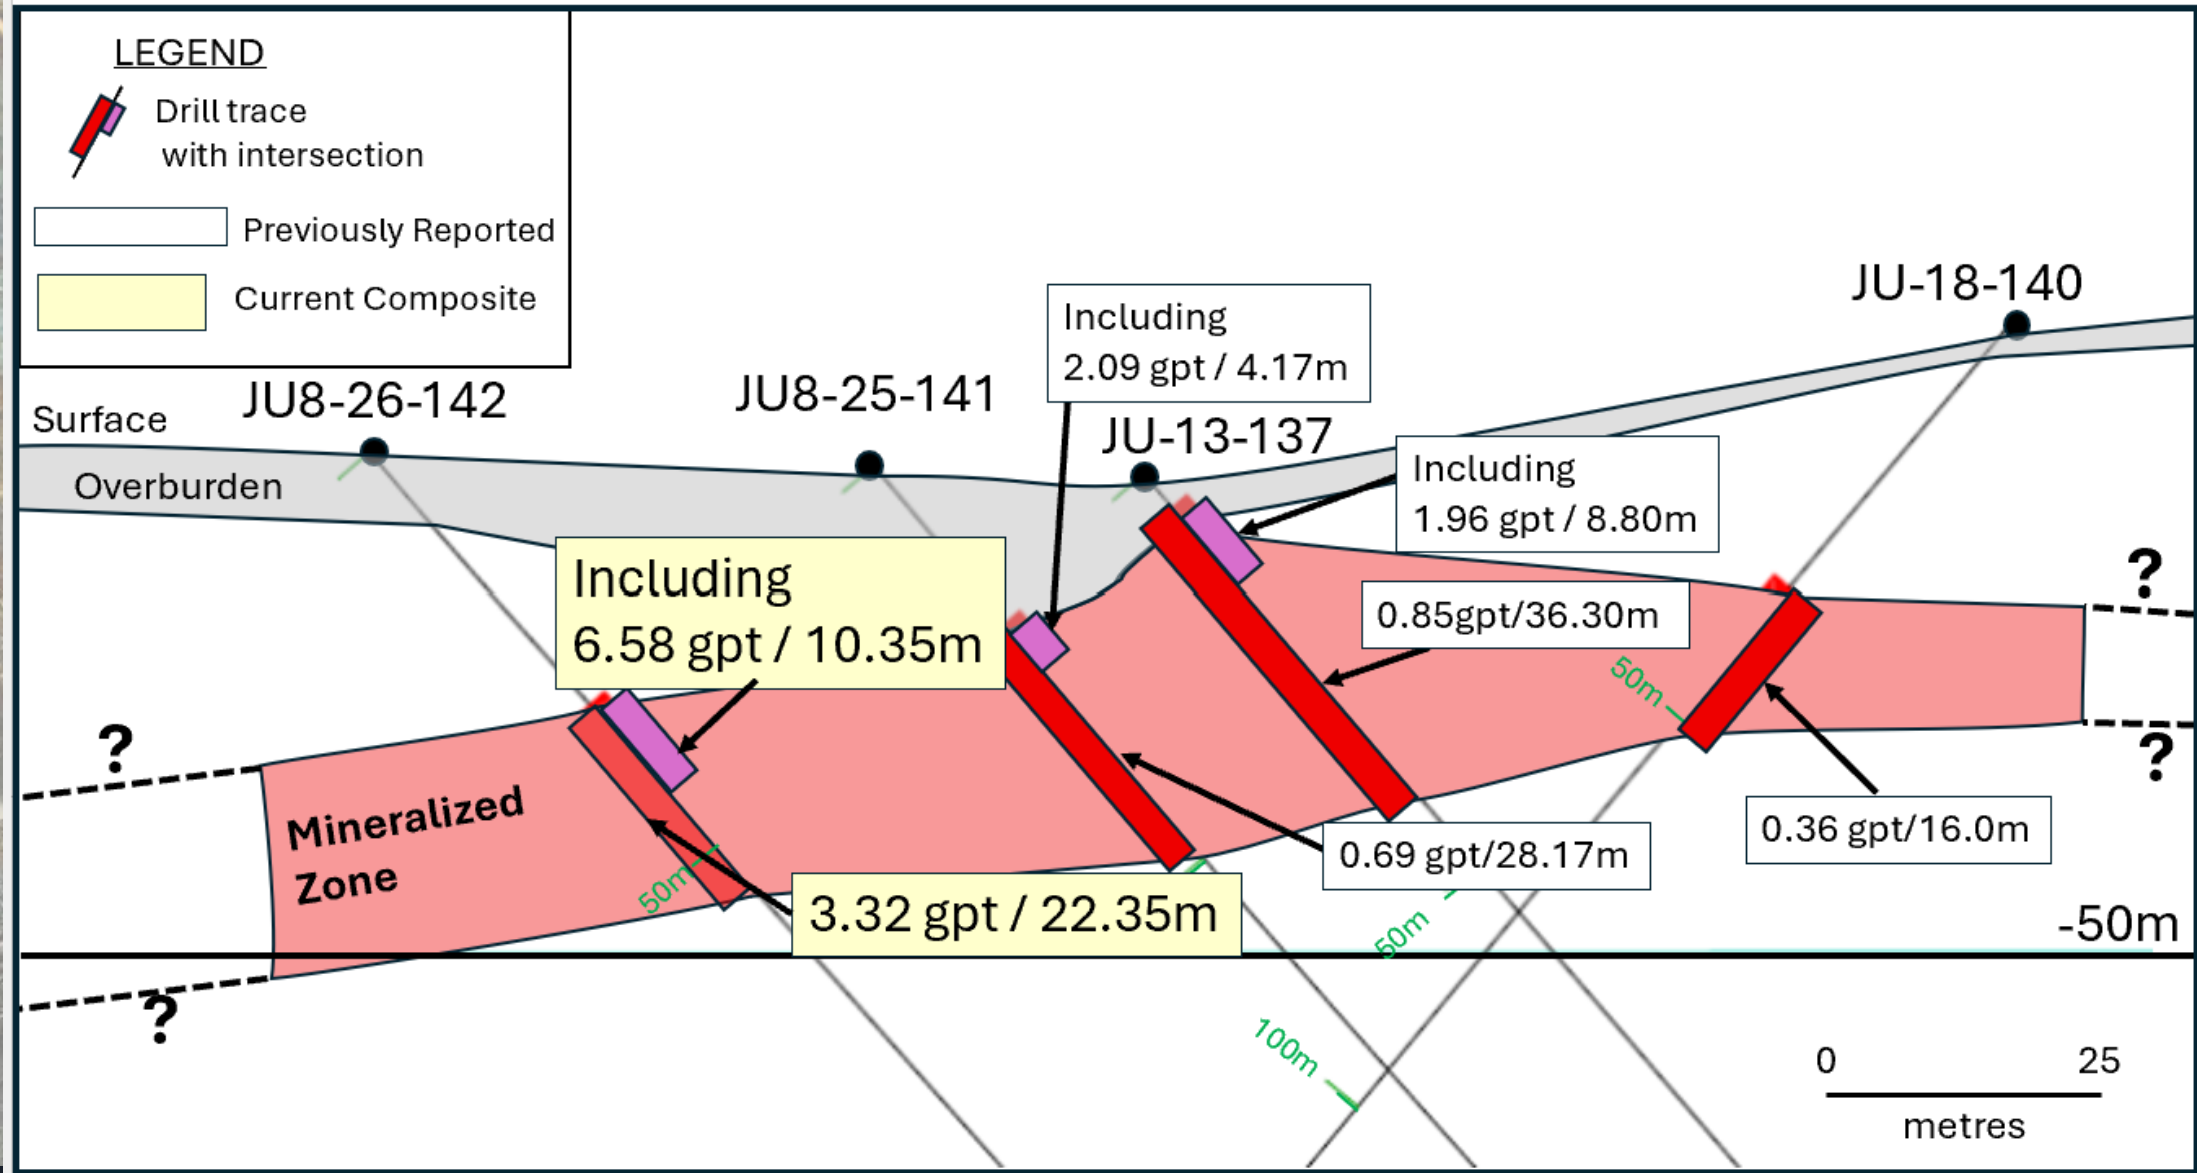 LEGEND
Drill trace
with intersection
Previously Reported
Current Composite
JU-18-140
Including
2.09 gpt / 4.17m
JU8-26-142
JU8-25-141
JU-13-137
Surface
Overburden
Including
1.96 gpt / 8.80m
Including
6.58 gpt / 10.35m
0.85gpt/36.30m
?
50m
?
?
Mineralized
Zone
50m
3.32 gpt / 22.35m
0.69 gpt/28.17m
0.36 gpt/16.0m
50m
-50m
?
100m
0 25
metres